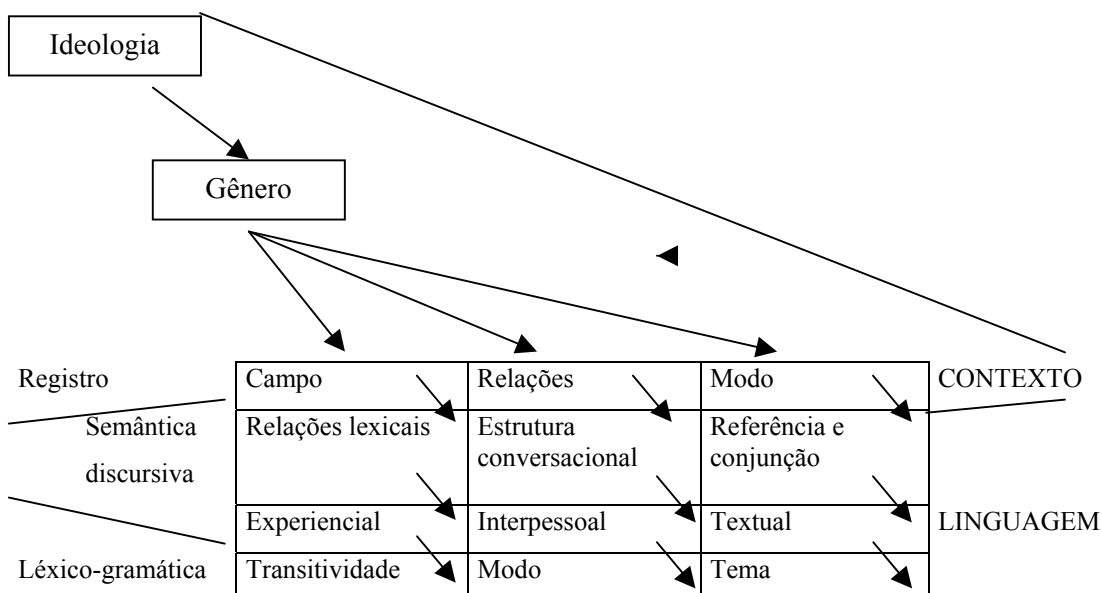 Ideologia
Gênero
Registro
Campo
Relações
Modo
CONTEXTO
Semântica
discursiva
Relações lexicais
Estrutura
conversacional
Referência e
conjunção
Experiencial
Interpessoal
Textual
LINGUAGEM
Léxico-gramática
Transitividade
Modo
Tema